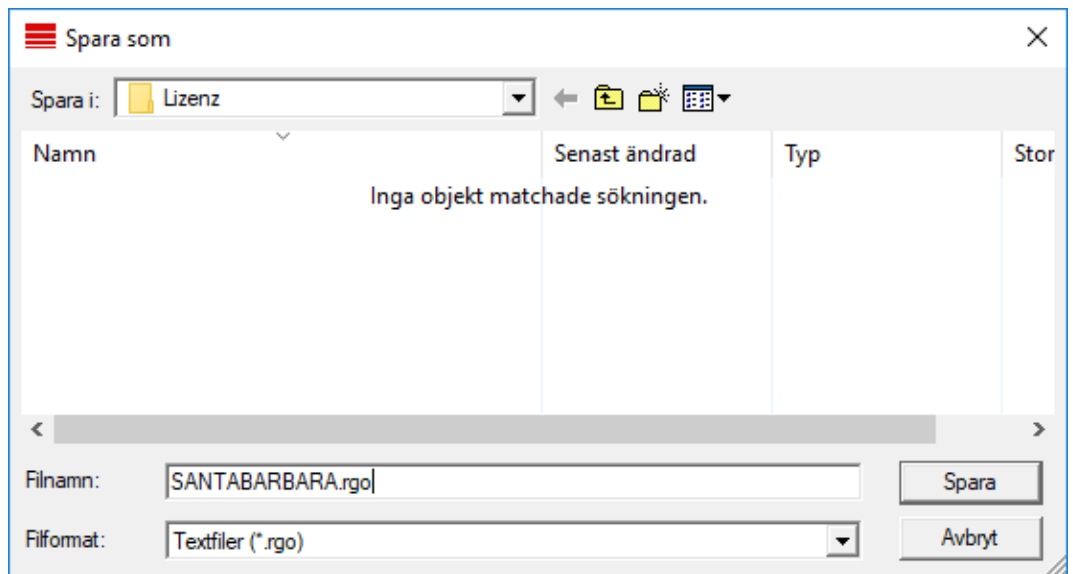 Spara som
Spara i: Lizenz
Namn Senast ändrad Typ Stor
Inga objekt matchade sökningen.
Filnamn: SANTABARBARA.rgo Spara
Filformat: Textfiler (*.rgo) Avbryt